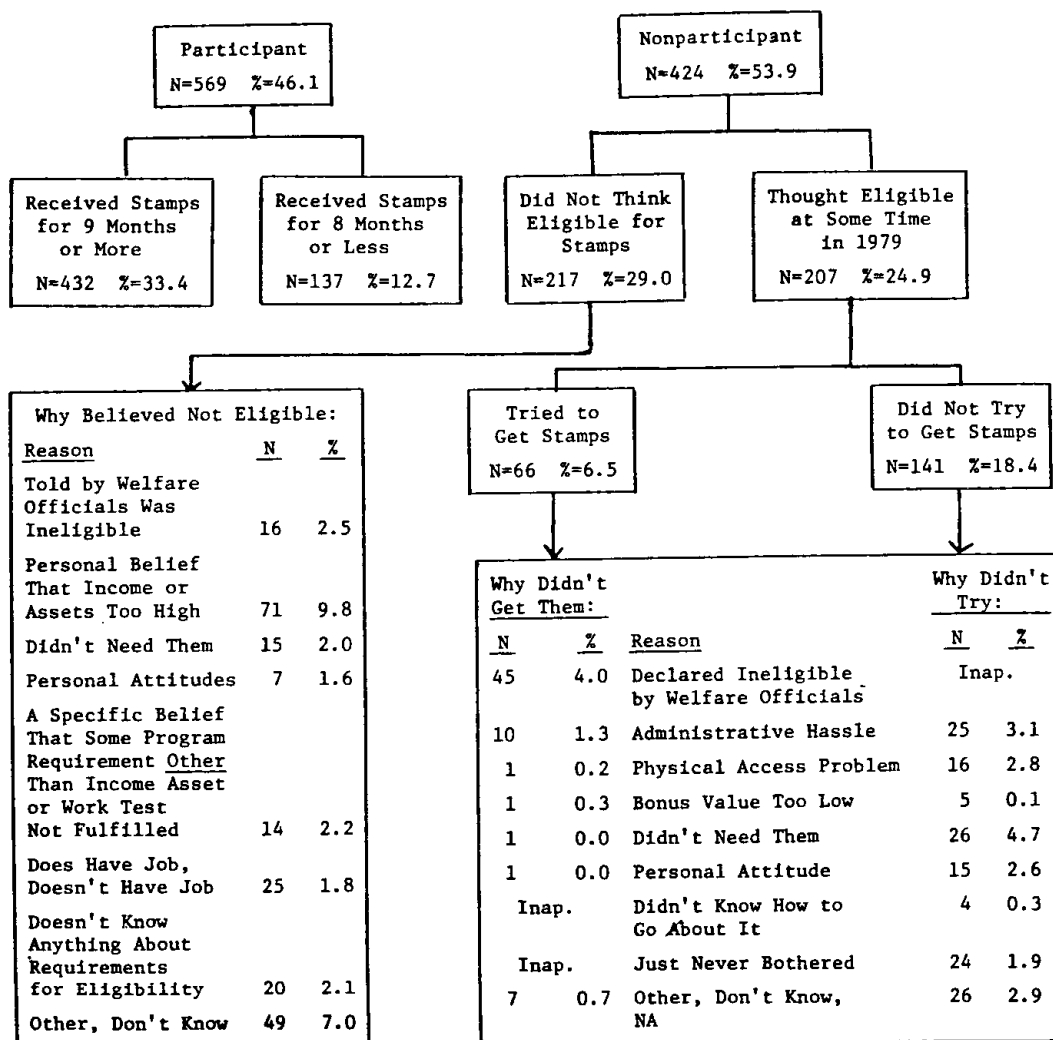 Participant
N=569 %=46.1
Nonparticipant
N=424 %=53.9
Received Stamps
for 9 Months
or More
N=432 %=33.4
Received Stamps
for 8 Months
or Less
N=137 %=12.7
Did Not Think
Eligible for
Stamps
N=217 %=29.0
Thought Eligible
at Some Time
in 1979
N=207 %=24.9
Why Believed Not Eligible:
Reason N %
Told by Welfare
Officials Was
Ineligible 16 2.5
Personal Belief
That Income or
Assets Too High 71 9.8
Didn't Need Them 15 2.0
Personal Attitudes 7 1.6
A Specific Belief
That Some Program
Requirement Other
Than Income Asset
or Work Test
Not Fulfilled 14 2.2
Does Have Job,
Doesn't Have Job 25 1.8
Doesn't Know
Anything About
Requirements
for Eligibility 20 2.1
Other, Don't Know 49 7.0
Tried to
Get Stamps
N=66 %=6.5
Did Not Try
to Get Stamps
N=141 %=18.4
Why Didn't
Get Them:
Why Didn't
Try:
N % Reason N %
45 4.0 Declared Ineligible Inap.
by Welfare Officials
10 1.3 Administrative Hassle 25 3.1
1 0.2 Physical Access Problem 16 2.8
1 0.3 Bonus Value Too Low 5 0.1
1 0.0 Didn't Need Them 26 4.7
1 0.0 Personal Attitude 15 2.6
Inap. Didn't Know How to 4 0.3
Go About It
Inap. Just Never Bothered 24 1.9
7 0.7 Other, Don't Know, 26 2.9
NA